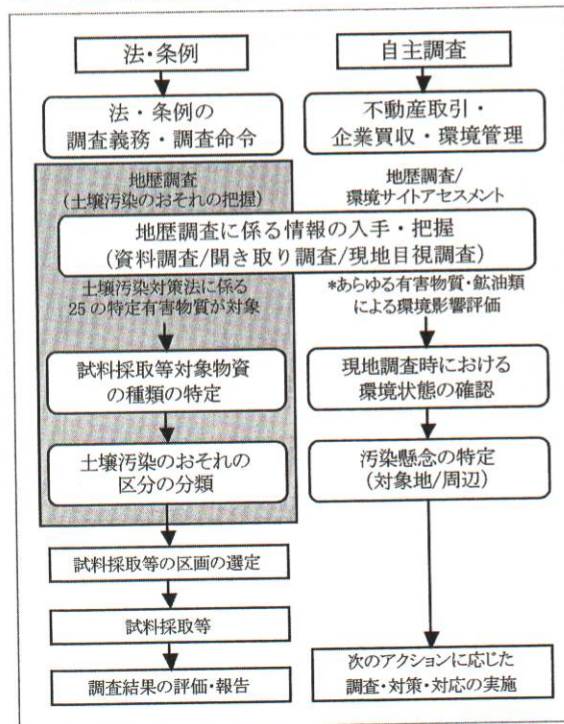 法・条例
自主調査
法・条例の
調査義務・調査命令
不動産取引・
企業買収・環境管理
地歴調査
(土壌汚染のおそれの把握)
地歴調査/
環境サイトアセスメント
地歴調査に係る情報の入手・把握
(資料調査/聞き取り調査/現地目視調査)
土壌汚染対策法に係る
25の特定有害物質が対象
*あらゆる有害物質・鉱油類
による環境影響評価
試料採取等対象物資
の種類の特定
現地調査時における
環境状態の確認
土壌汚染のおそれの
区分の分類
汚染懸念の特定
(対象地/周辺)
試料採取等の区画の選定
試料採取等
調査結果の評価・報告
次のアクションに応じた
調査・対策・対応の実施